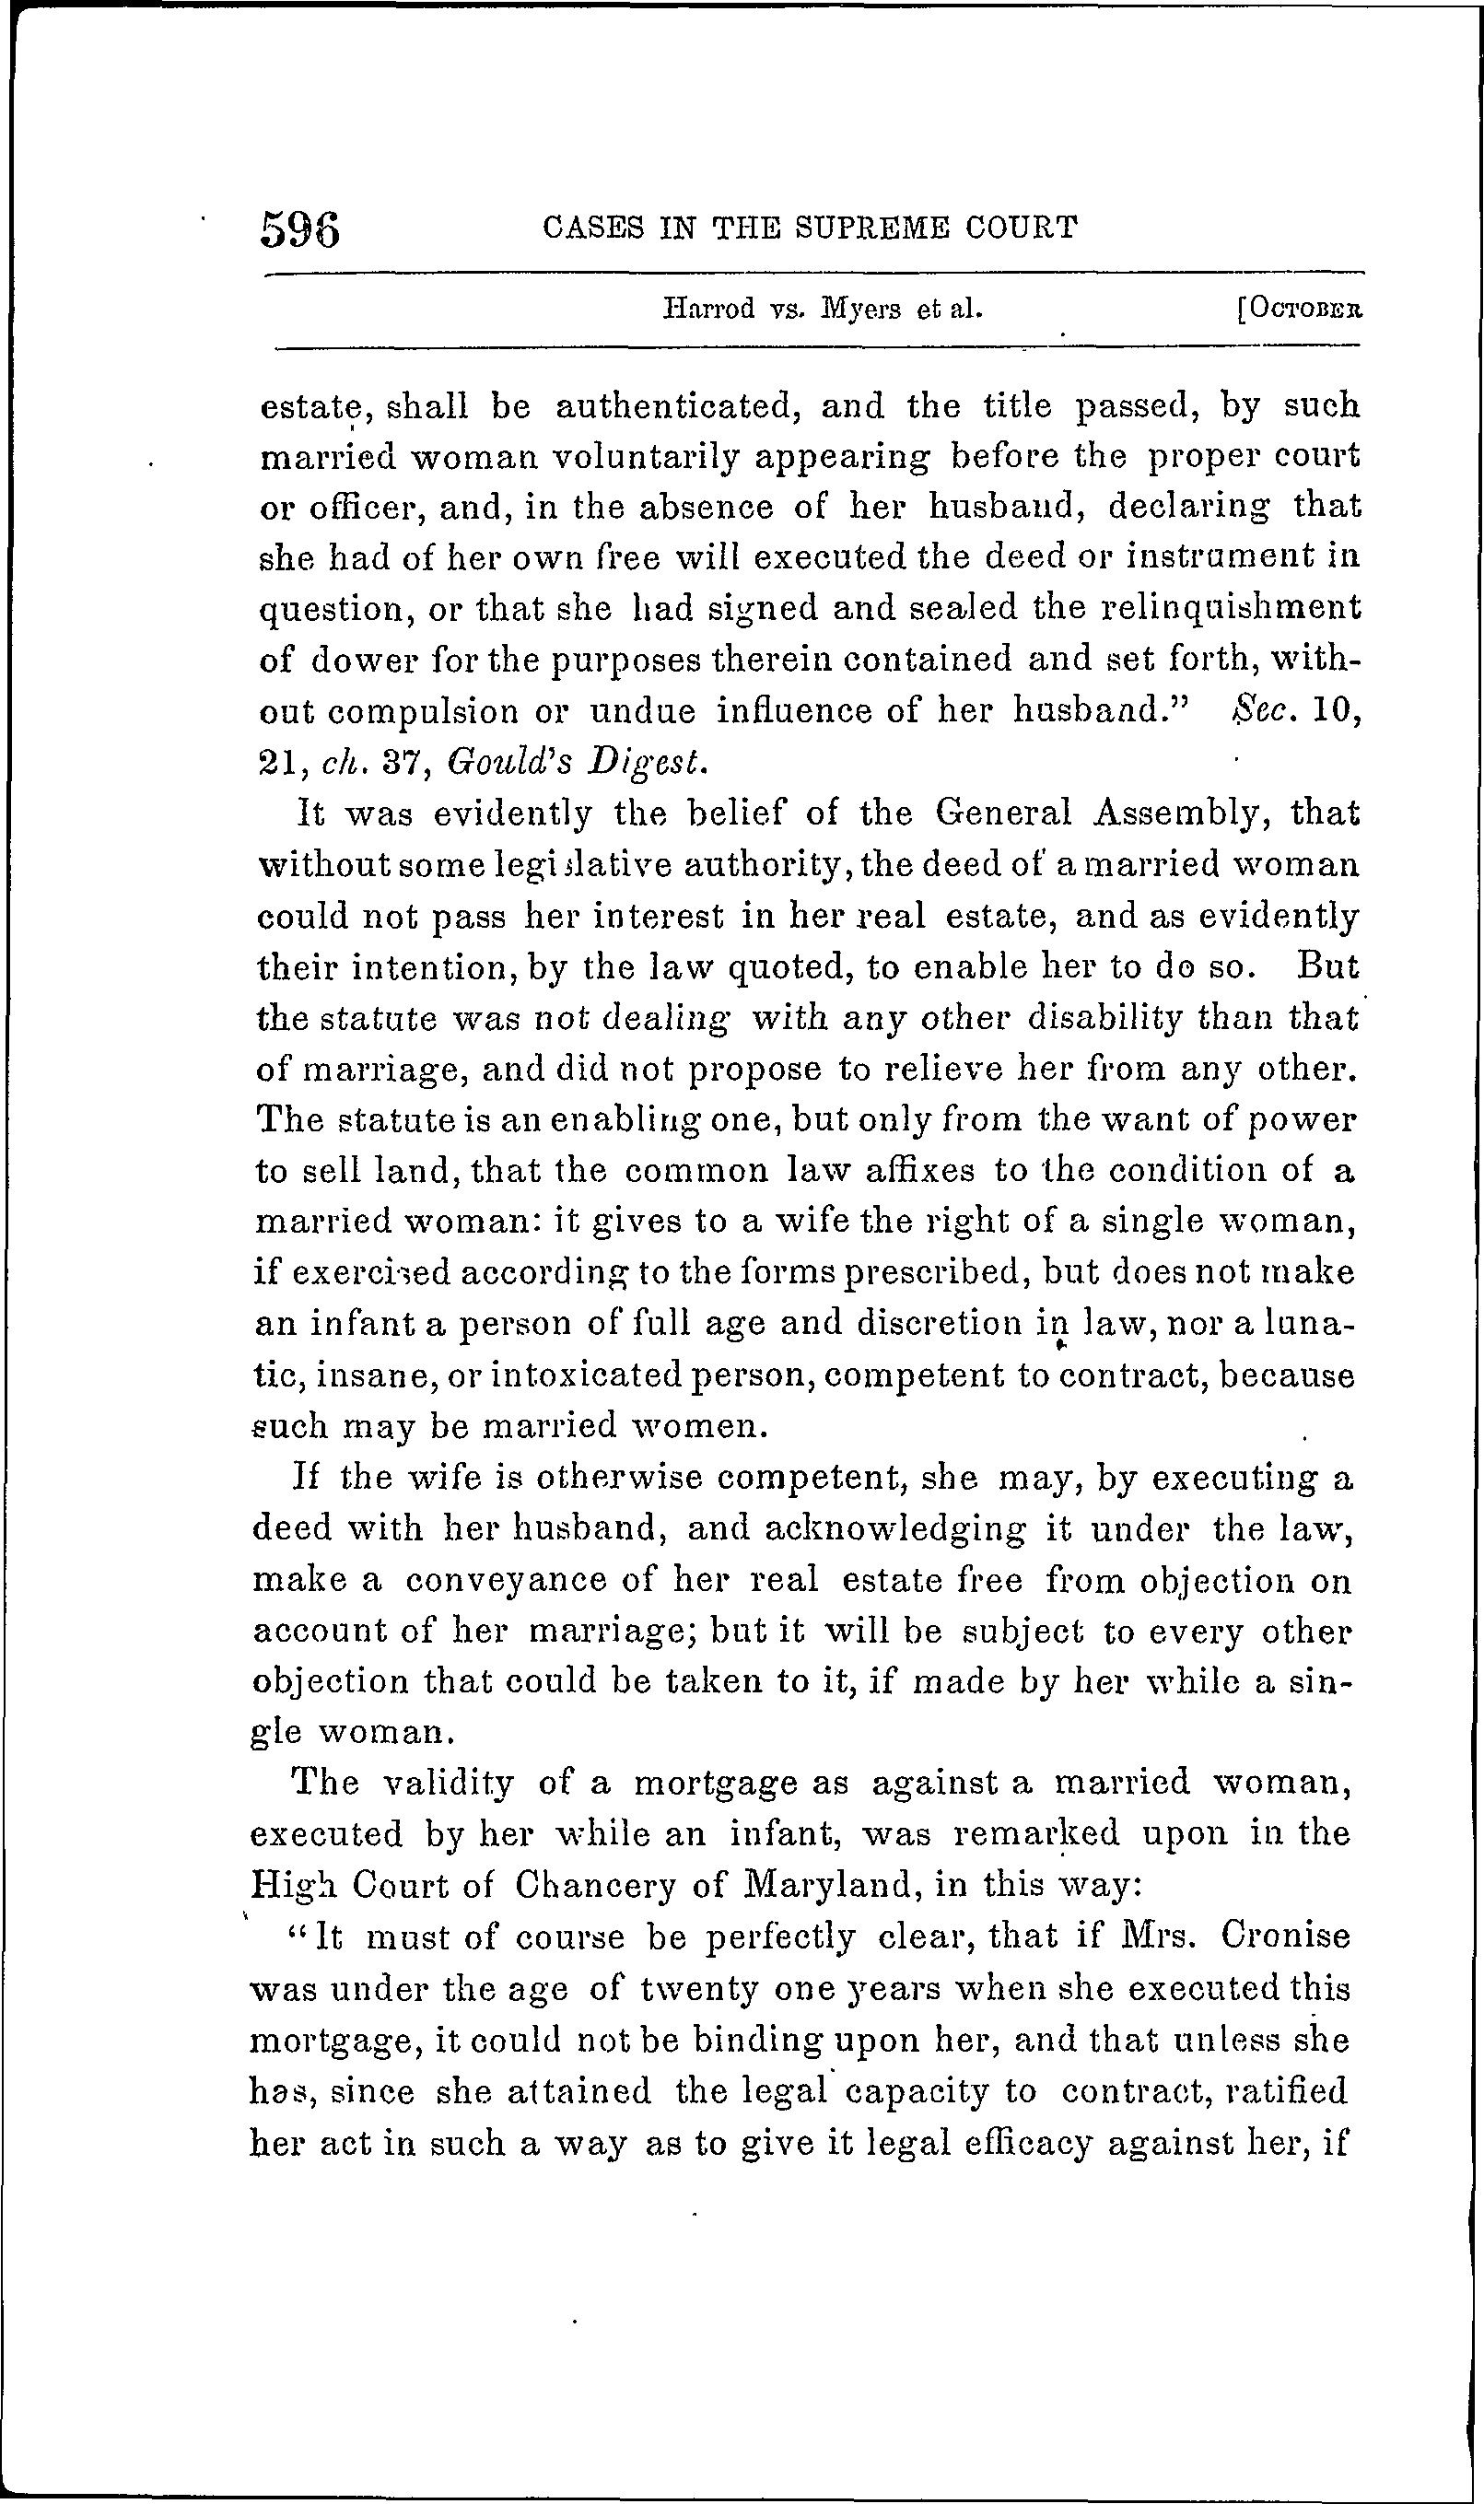 596 CASES IN THE SUPREME COURT
Harrod vs. Myers et al. [OCTOBER
estate, shall be authenticated, and the title passed, by such
married woman voluntarily appearing before the proper court
or officer, and, in the absence of her husband, declaring that
she had of her own free will executed the deed or instrument in
question, or that she had signed and sealed the relinquishment
of dower for the purposes therein contained and set forth, with-
out compulsion or undue influence of her husband." Sec. 10,
21, ch. 37, Gould's Digest.
It was evidently the belief of the General Assembly, that
without some legislative authority, the deed of a married woman
could not pass her interest in her real estate, and as evidently
their intention, by the law quoted, to enable her to do so. But
the statute was not dealing with any other disability than that
of marriage, and did not propose to relieve her from any other.
The statute is an enabling one, but only from the want of power
to sell land, that the common law affixes to the condition of a
married woman: it gives to a wife the right of a single woman,
if exercised according to the forms prescribed, but does not make
an infant a person of full age and discretion in law, nor a luna-
tic, insane, or intoxicated person, competent to contract, because
such may be married women.
If the wife is otherwise competent, she may, by executing a
deed with her husband, and acknowledging it under the law,
make a conveyance of her real estate free from objection on
account of her marriage; but it will be subject to every other
objection that could be taken to it, if made by her while a sin-
gle woman.
The validity of a mortgage as against a married woman,
executed by her while an infant, was remarked upon in the
High Court of Chancery of Maryland, in this way:
"It must of course be perfectly clear, that if Mrs. Cronise
was under the age of twenty one years when she executed this
mortgage, it could not be binding upon her, and that unless she
has, since she attained the legal capacity to contract, ratified
her act in such a way as to give it legal efficacy against her, if